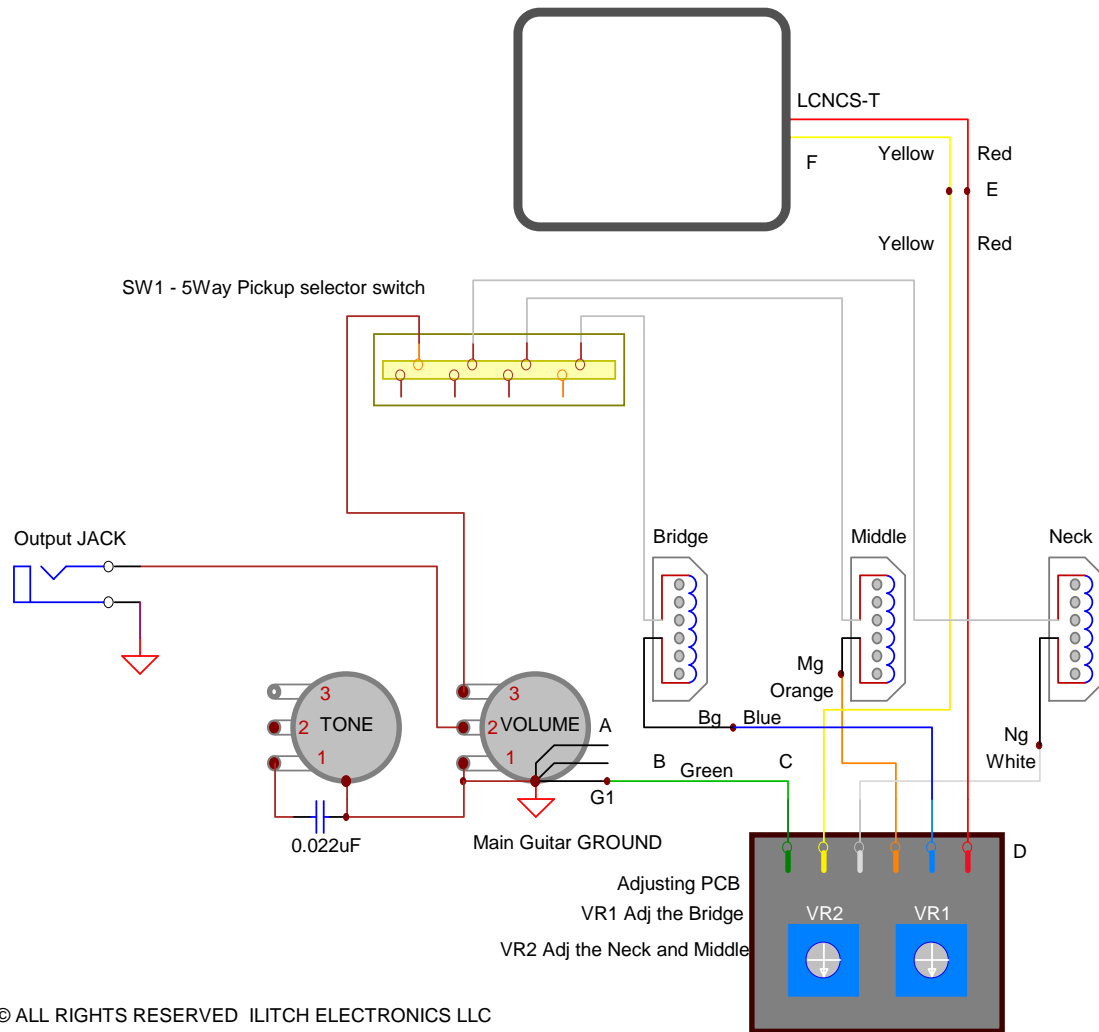 LCNCS-T
F
Yellow
Red
E
Yellow
Red
SW1 - 5Way Pickup selector switch
Output JACK
Bridge
Middle
Neck
Mg
Orange
3
2
1
TONE
3
2
1
VOLUME
A
Bg
Blue
Ng
White
B
Green
C
G1
0.022uF
Main Guitar GROUND
D
Adjusting PCB
VR1 Adj the Bridge
VR2 Adj the Neck and Middle
VR2
VR1
© ALL RIGHTS RESERVED ILITCH ELECTRONICS LLC